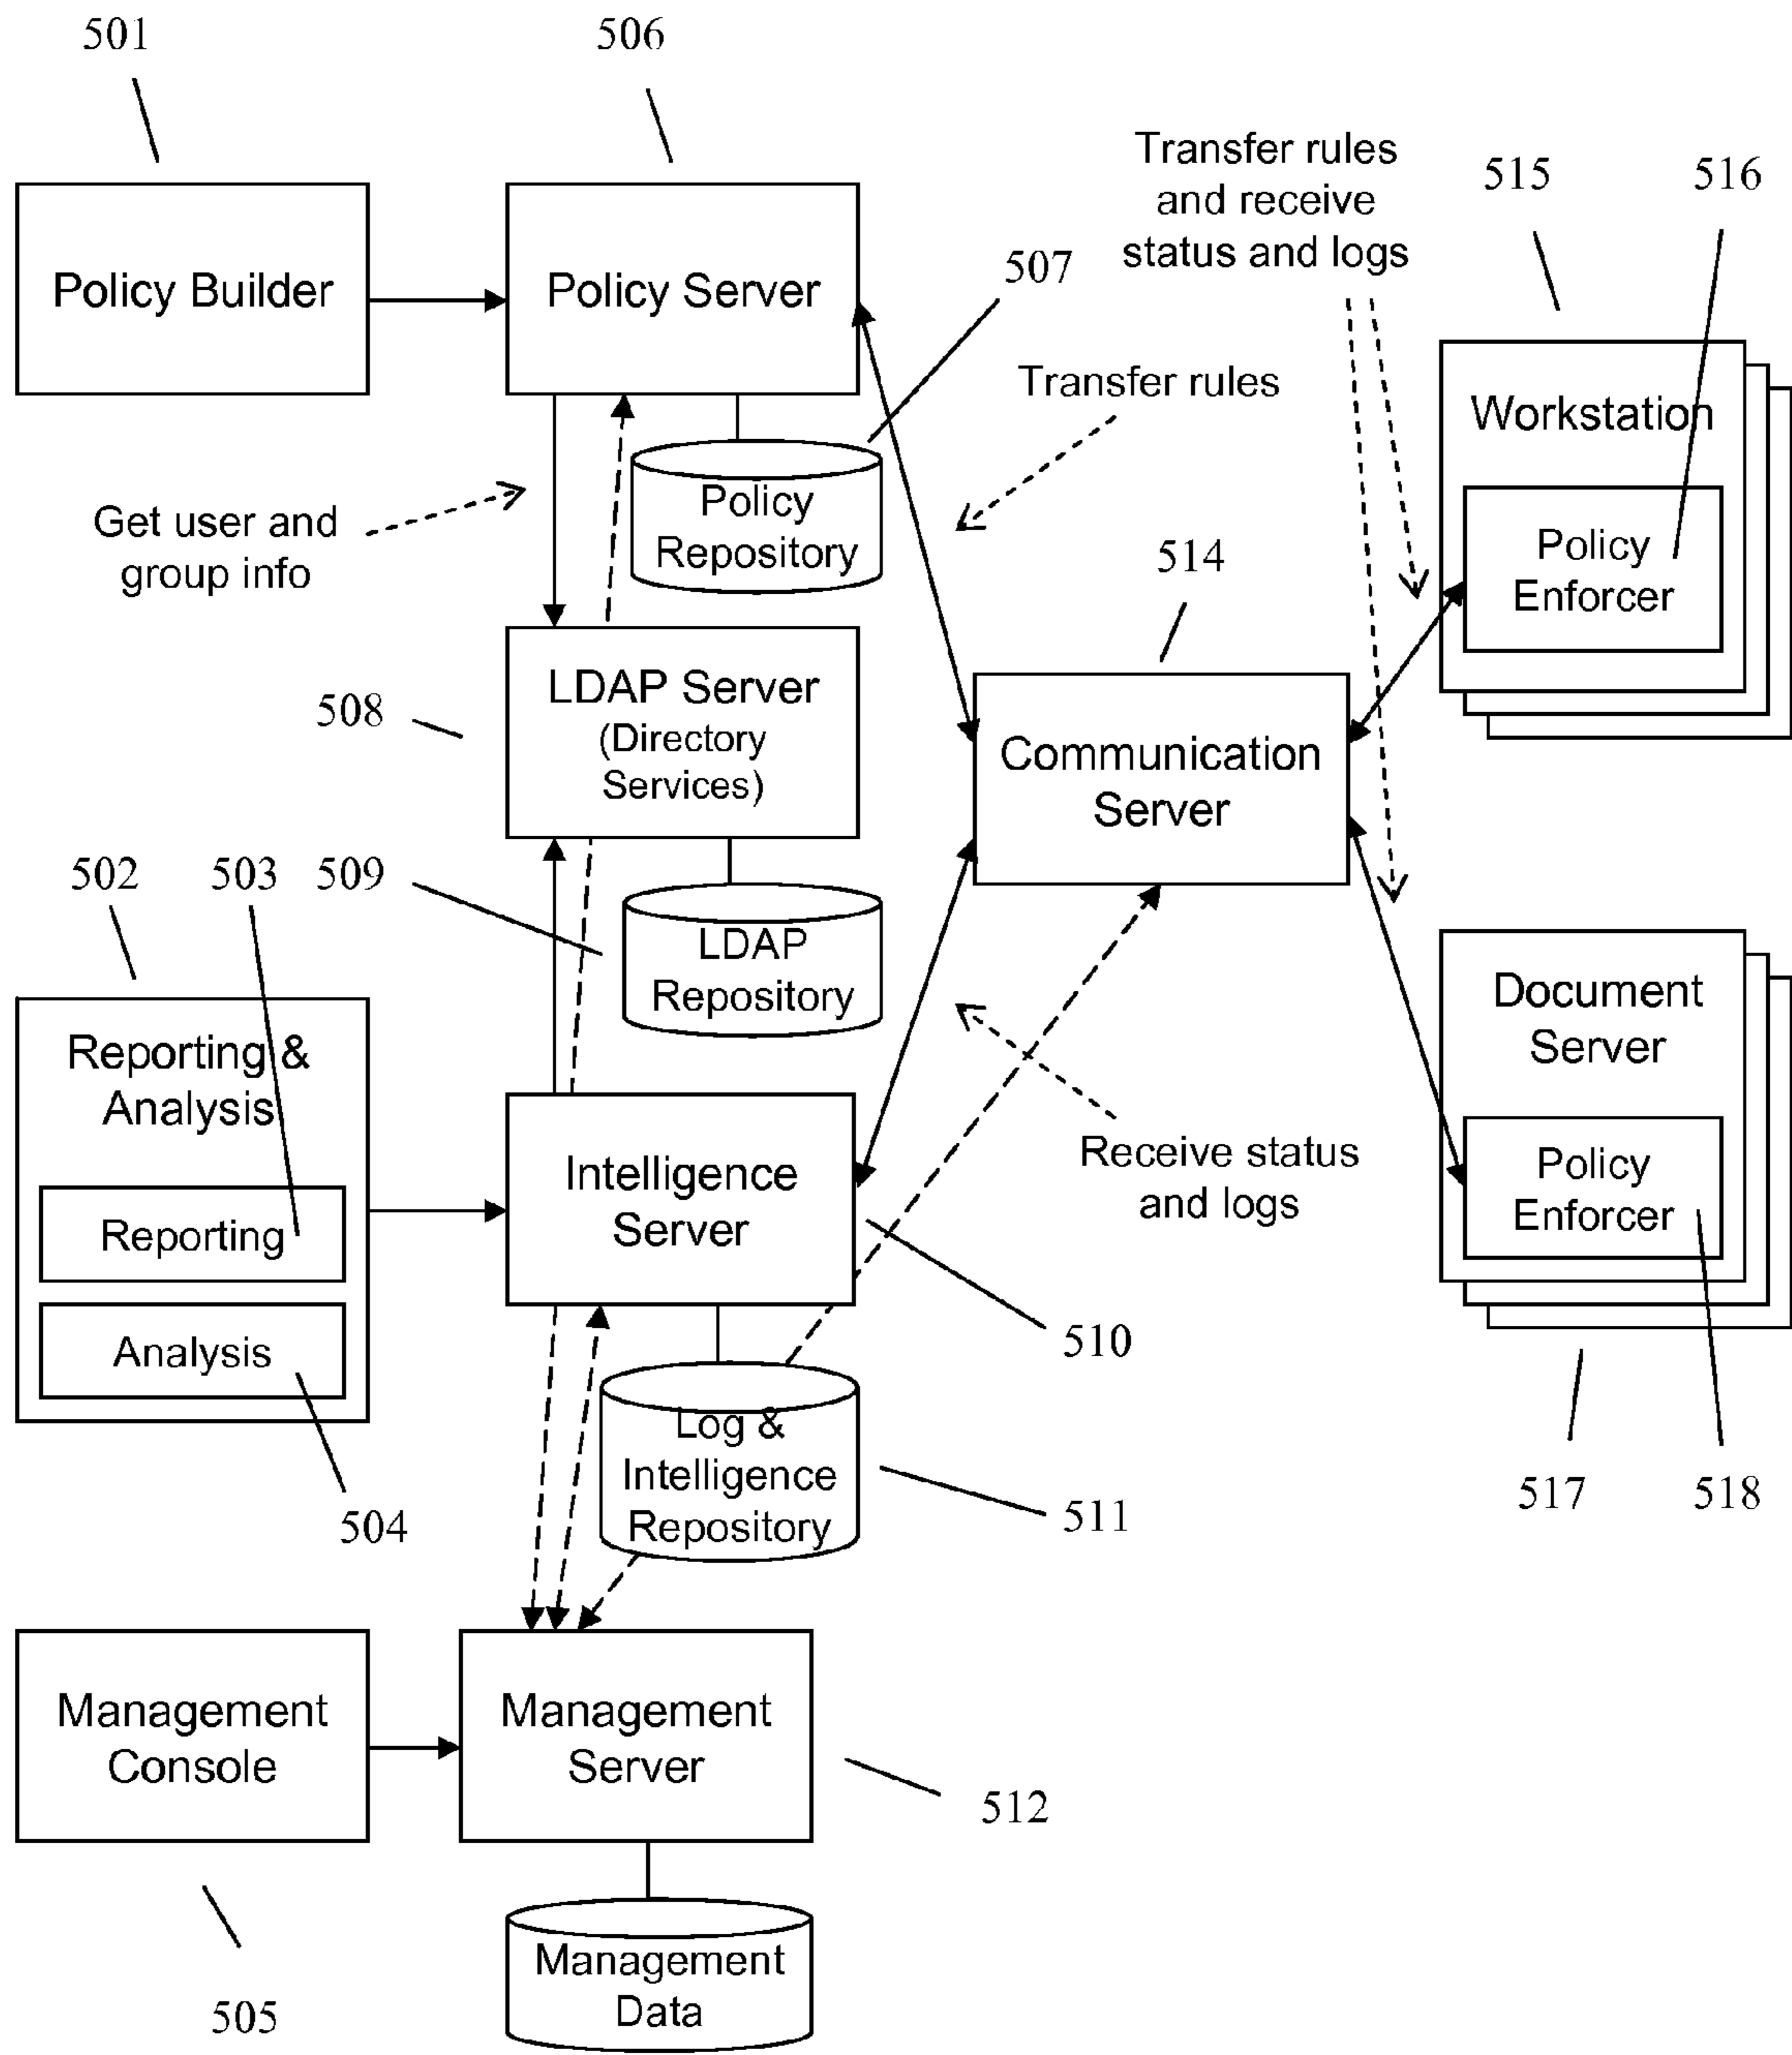 501
506
Transfer rules
and receive
status and logs
515
516
507
Policy Builder
Policy Server
Transfer rules
Workstation
Policy
Repository
Get user and
group info
514
Policy
Enforcer
508
LDAP Server
(Directory
Services)
Communication
Server
502
503
509
LDAP
Repository
Document
Server
Reporting &
Analysis
Reporting
Analysis
Intelligence
Server
Receive status
and logs
Policy
Enforcer
510
504
Log &
Intelligence
Repository
511
517
518
Management
Console
Management
Server
512
505
Management
Data